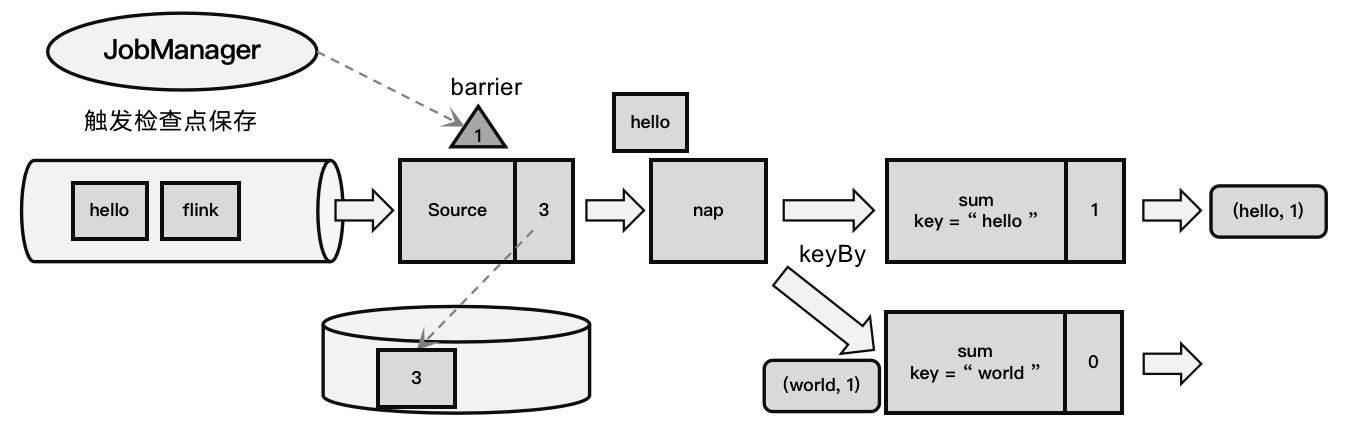 JobManager
触发检查点保存
barrier
1
hello
hello
flink
Source
3
nap
sum
key = “ hello ”
1
(hello, 1)
keyBy
3
(world, 1)
sum
key = “ world ”
0